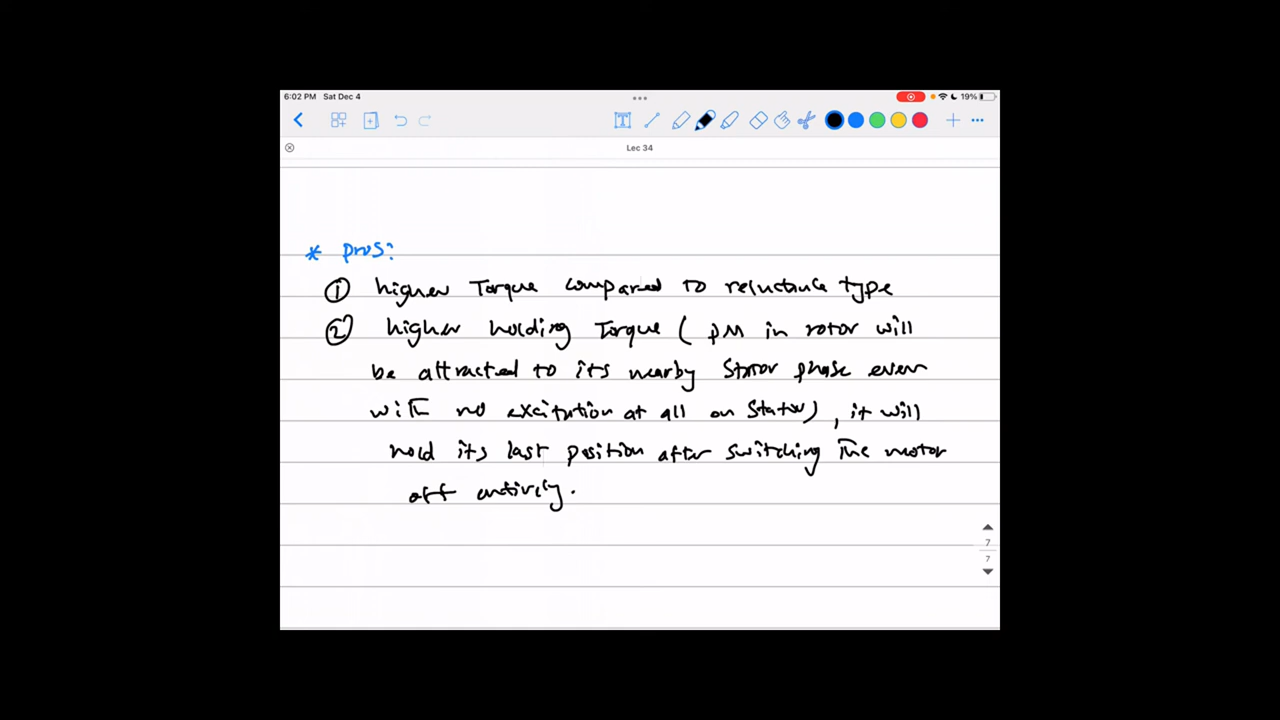 6:02 PM Sat Dec 4
19%
Lec 34
* pros:
① higher Torque compared to reluctance type
② higher holding Torque ( PM in rotor will
be attracted to its nearby Stator phase even
with no excitation at all on Stator) , it will
hold its last position after switching the motor
off entirely.
7
7